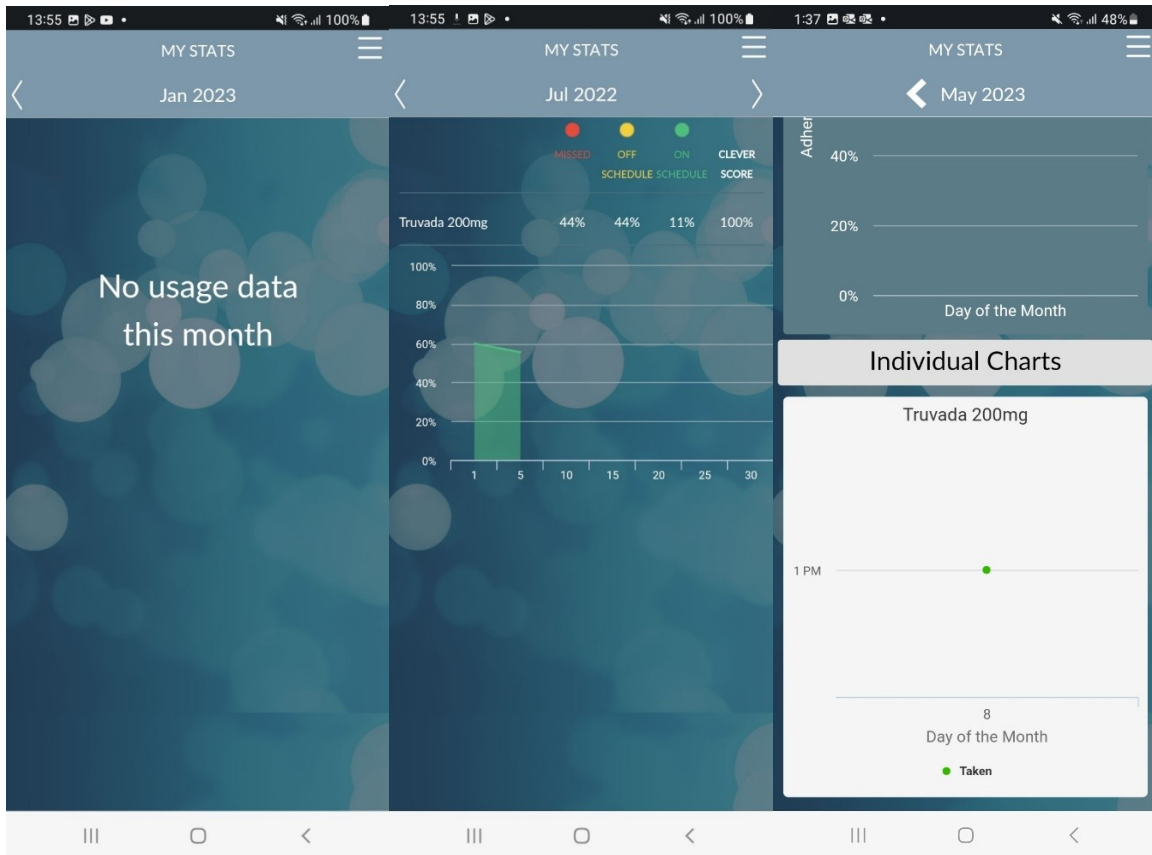 13:55
100%
MY STATS
Jan 2023
No usage data
this month
13:55
100%
MY STATS
Jul 2022
MISSED OFF ON CLEVER
SCHEDULE SCHEDULE SCORE
Truvada 200mg 44% 44% 11% 100%
100%
80%
60%
40%
20%
0%
1 5 10 15 20 25 30
1:37
48%
MY STATS
May 2023
Adher
40%
20%
0%
Day of the Month
Individual Charts
Truvada 200mg
1 PM
8
Day of the Month
Taken